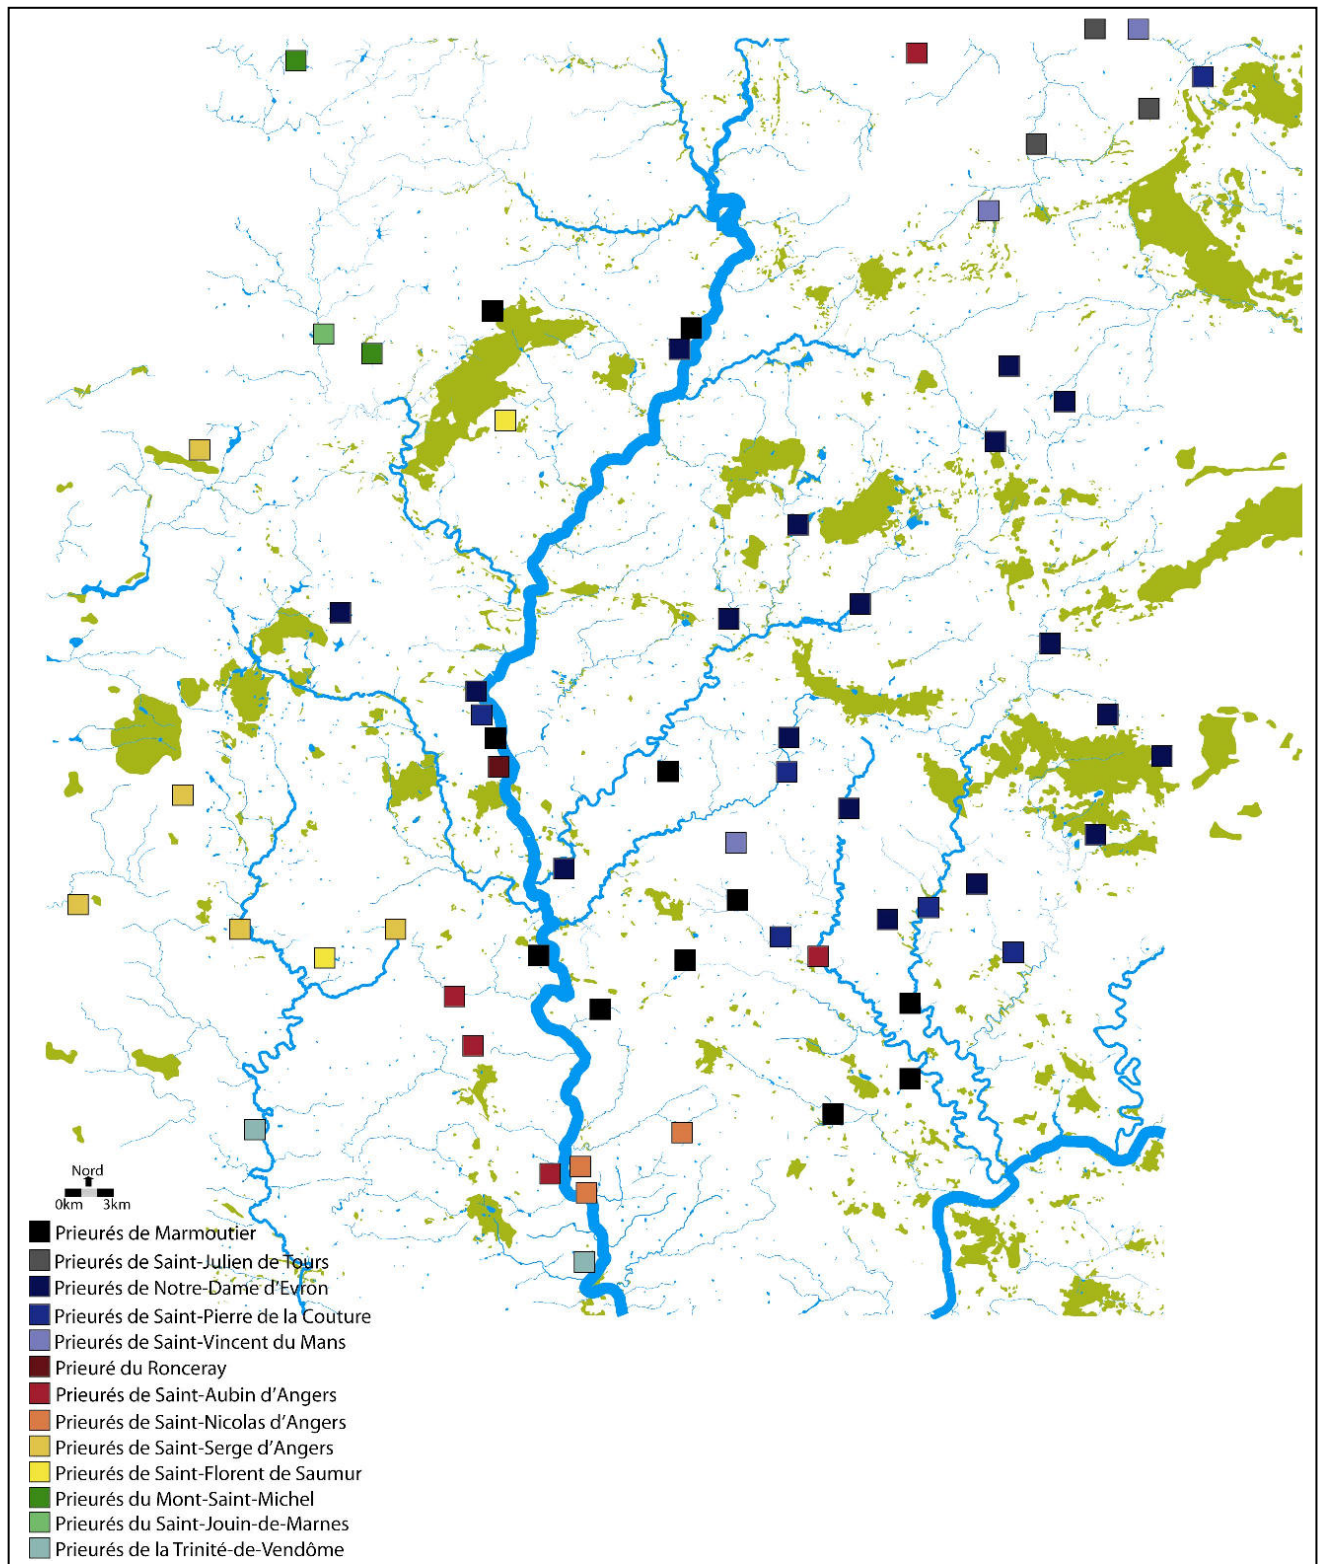 Nord
0km 3km
Prieurés de Marmoutier
Prieurés de Saint-Julien de Tours
Prieurés de Notre-Dame d'Evron
Prieurés de Saint-Pierre de la Couture
Prieurés de Saint-Vincent du Mans
Prieuré du Ronceray
Prieurés de Saint-Aubin d'Angers
Prieurés de Saint-Nicolas d'Angers
Prieurés de Saint-Serge d'Angers
Prieurés de Saint-Florent de Saumur
Prieurés du Mont-Saint-Michel
Prieurés du Saint-Jouin-de-Marnes
Prieurés de la Trinité-de-Vendôme